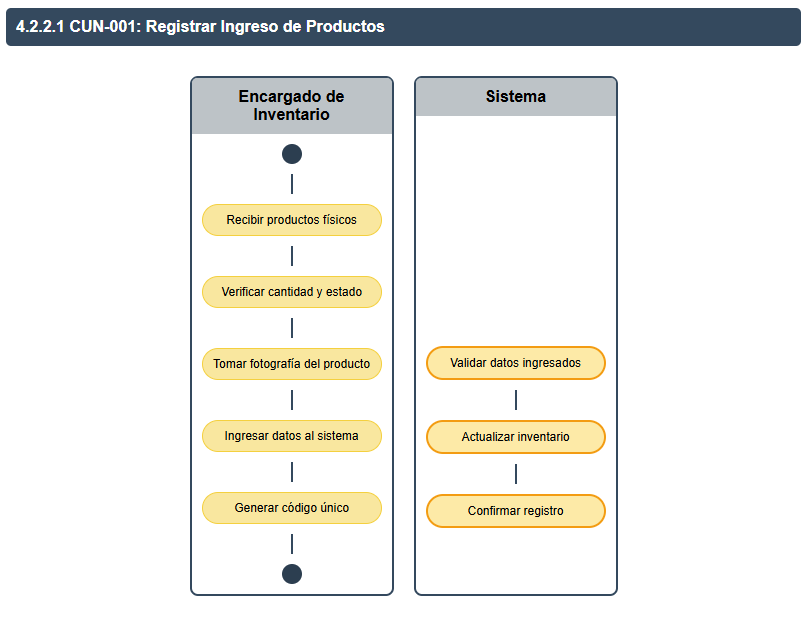 4.2.2.1 CUN-001: Registrar Ingreso de Productos
Encargado de
Inventario
Recibir productos físicos
Verificar cantidad y estado
Tomar fotografía del producto
Ingresar datos al sistema
Generar código único
Sistema
Validar datos ingresados
Actualizar inventario
Confirmar registro